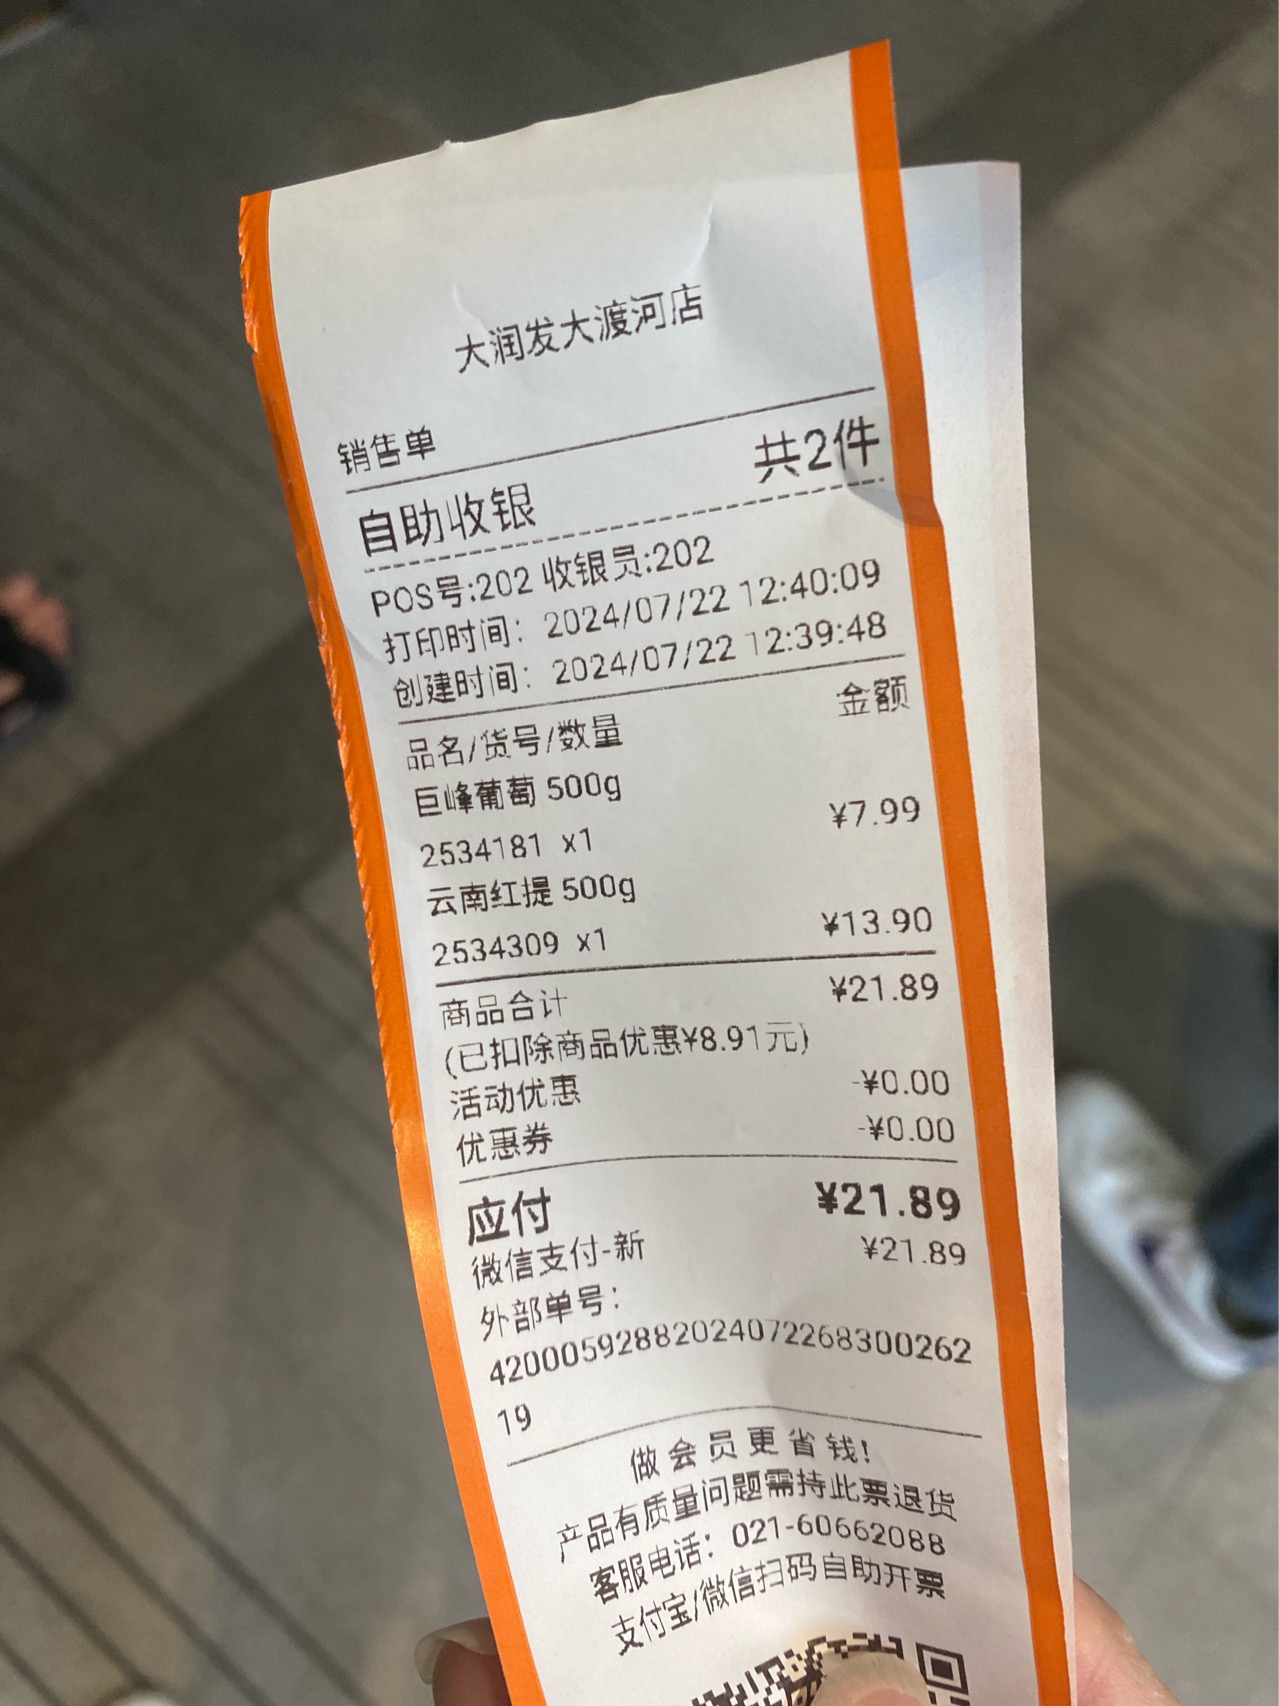 大润发大渡河店
销售单
自助收银 共2件
POS号:202 收银员:202
打印时间: 2024/07/22 12:40:09
创建时间: 2024/07/22 12:39:48
品名/货号/数量 金额
巨峰葡萄 500g
2534181 x1 ¥7.99
云南红提 500g
2534309 x1 ¥13.90
商品合计 ¥21.89
(已扣除商品优惠¥8.91元)
活动优惠 -¥0.00
优惠券 -¥0.00
应付 ¥21.89
微信支付-新 ¥21.89
外部单号:
42000592882024072268300262
19
做会员更省钱!
产品有质量问题需持此票退货
客服电话: 021-60662088
支付宝/微信扫码自助开票